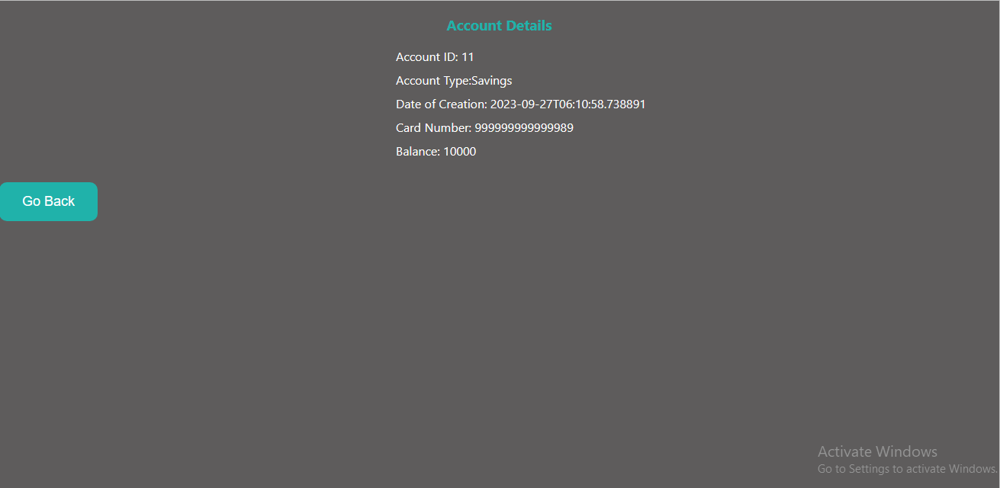 Account Details
Account ID: 11
Account Type:Savings
Date of Creation: 2023-09-27T06:10:58.738891
Card Number: 999999999999989
Balance: 10000
Go Back
Activate Windows
Go to Settings to activate Windows.